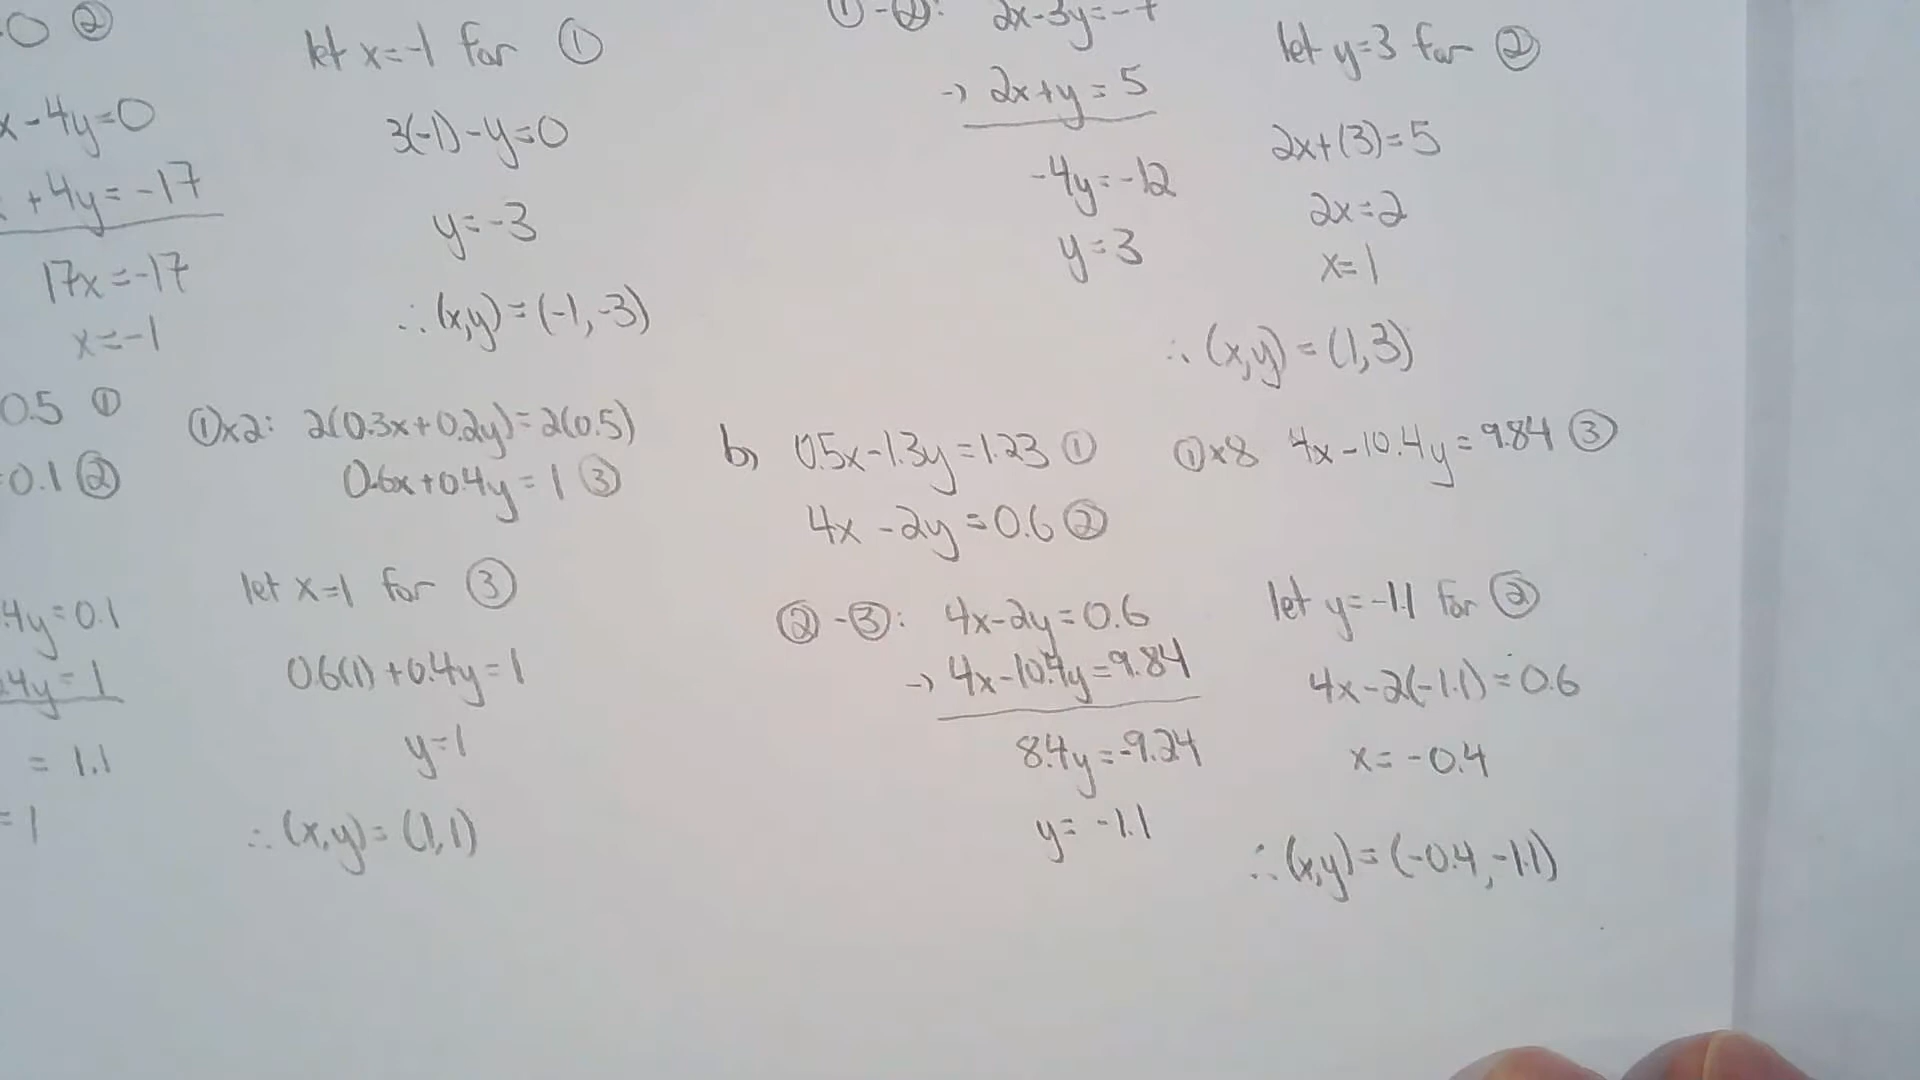 0 ②
x-4y=0
+4y=-17
17x=-17
x=-1
let x=-1 for ①
3(-1)-y=0
y=-3
∴(x,y)=(-1,-3)
①-②: 2x-3y=-7
-) 2x+y=5
-4y=-12
y=3
let y=3 for ②
2x+(3)=5
2x=2
x=1
∴(x,y)=(1,3)
0.5 ①
=0.1 ②
4y=0.1
4y=1
=1.1
=1
①x2: 2(0.3x+0.2y)=2(0.5)
0.6x+0.4y=1 ③
let x=1 for ③
0.6(1)+0.4y=1
y=1
∴(x,y)=(1,1)
b) 0.5x-1.3y=1.23 ①
4x-2y=0.6 ②
①x8 4x-10.4y=9.84 ③
②-③: 4x-2y=0.6
-) 4x-10.4y=9.84
8.4y=-9.24
y=-1.1
let y=-1.1 for ②
4x-2(-1.1)=0.6
x=-0.4
∴(x,y)=(-0.4,-1.1)